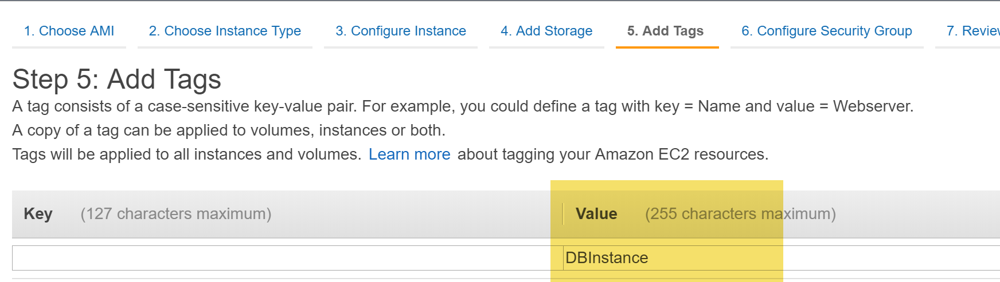 1. Choose AMI 2. Choose Instance Type 3. Configure Instance 4. Add Storage 5. Add Tags 6. Configure Security Group 7. Review
Step 5: Add Tags
A tag consists of a case-sensitive key-value pair. For example, you could define a tag with key = Name and value = Webserver.
A copy of a tag can be applied to volumes, instances or both.
Tags will be applied to all instances and volumes. Learn more about tagging your Amazon EC2 resources.
Key (127 characters maximum) Value (255 characters maximum)
DBInstance